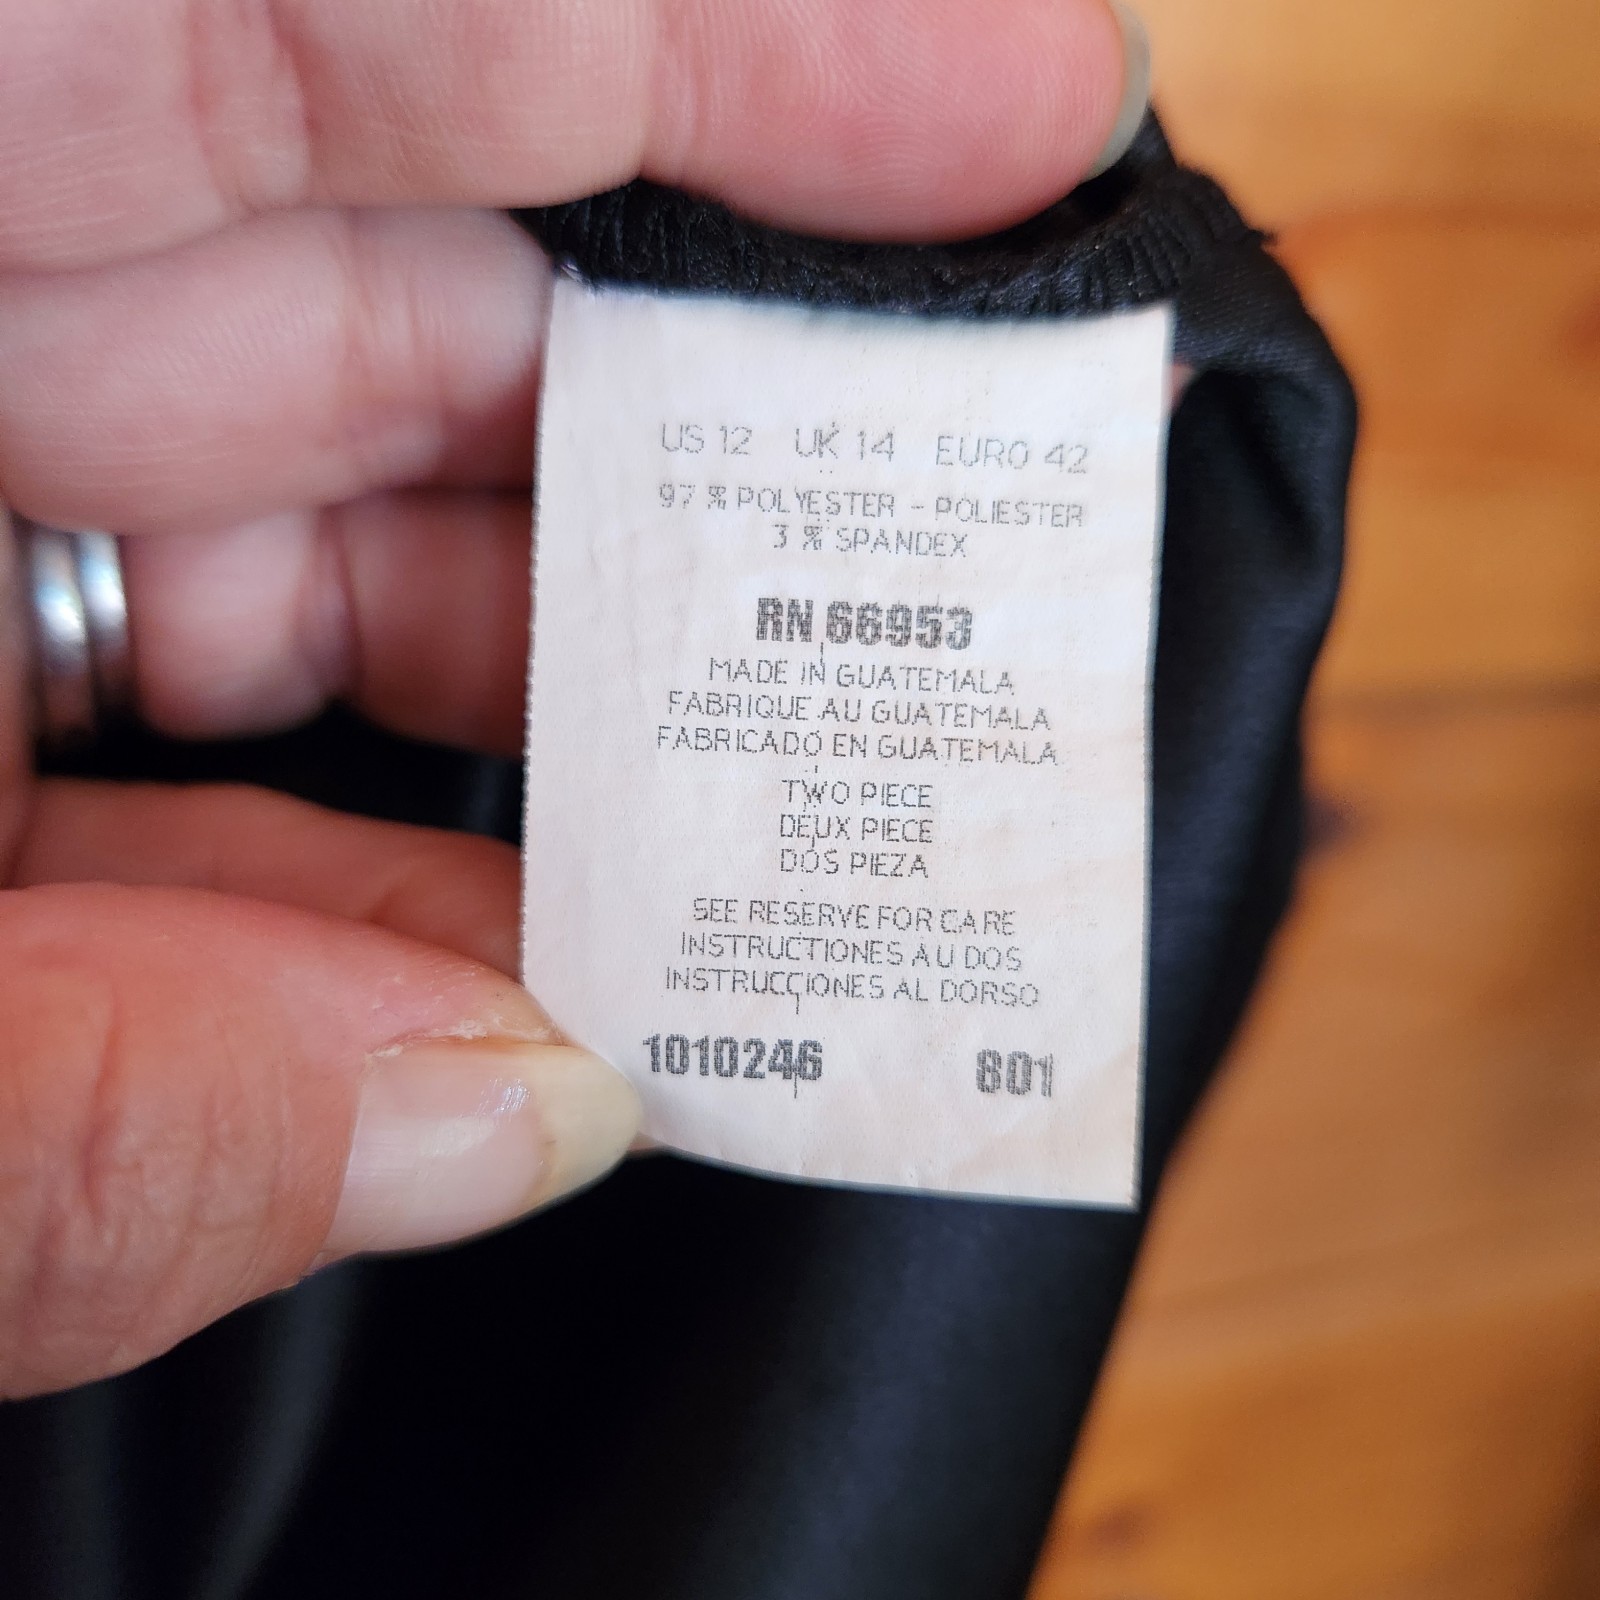 US 12 UK 14 EURO 42
97 % POLYESTER - POLIESTER
3 % SPANDEX
RN 66953
MADE IN GUATEMALA
FABRIQUE AU GUATEMALA
FABRICADO EN GUATEMALA
TWO PIECE
DEUX PIECE
DOS PIEZA
SEE RESERVE FOR CARE
INSTRUCTIONES AU DOS
INSTRUCCIONES AL DORSO
1010246 801